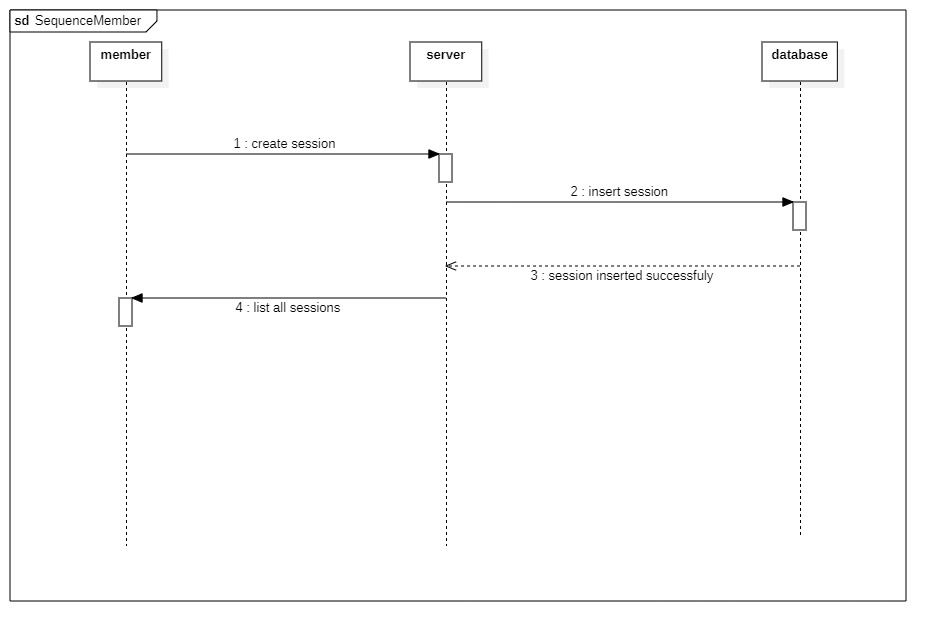 sd SequenceMember
member
server
database
1 : create session
2 : insert session
3 : session inserted successfuly
4 : list all sessions